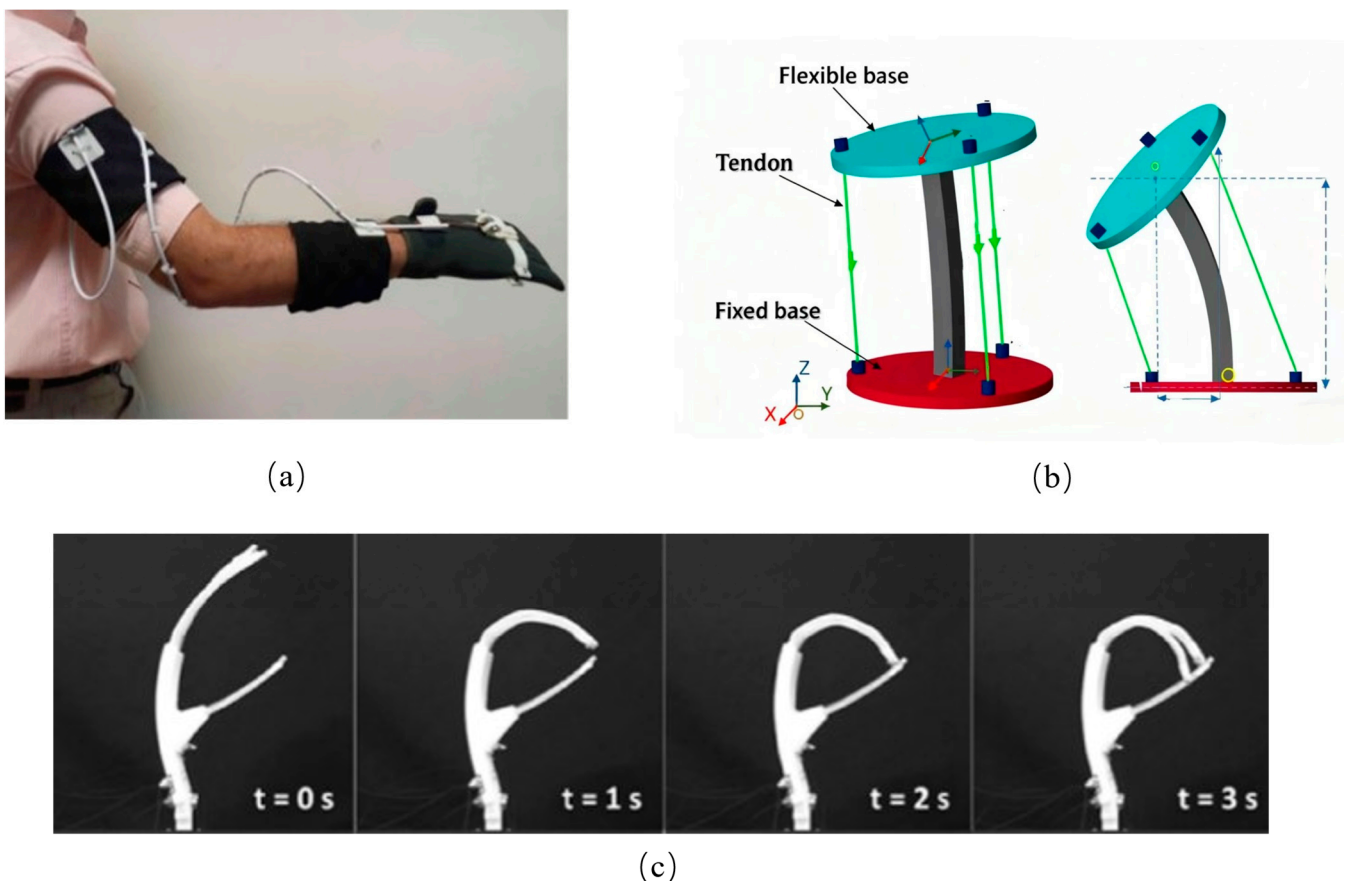 Flexible base
Tendon
Fixed base
Z
Y
X
O
(a)
(b)
t = 0 s
t = 1 s
t = 2 s
t = 3 s
(c)